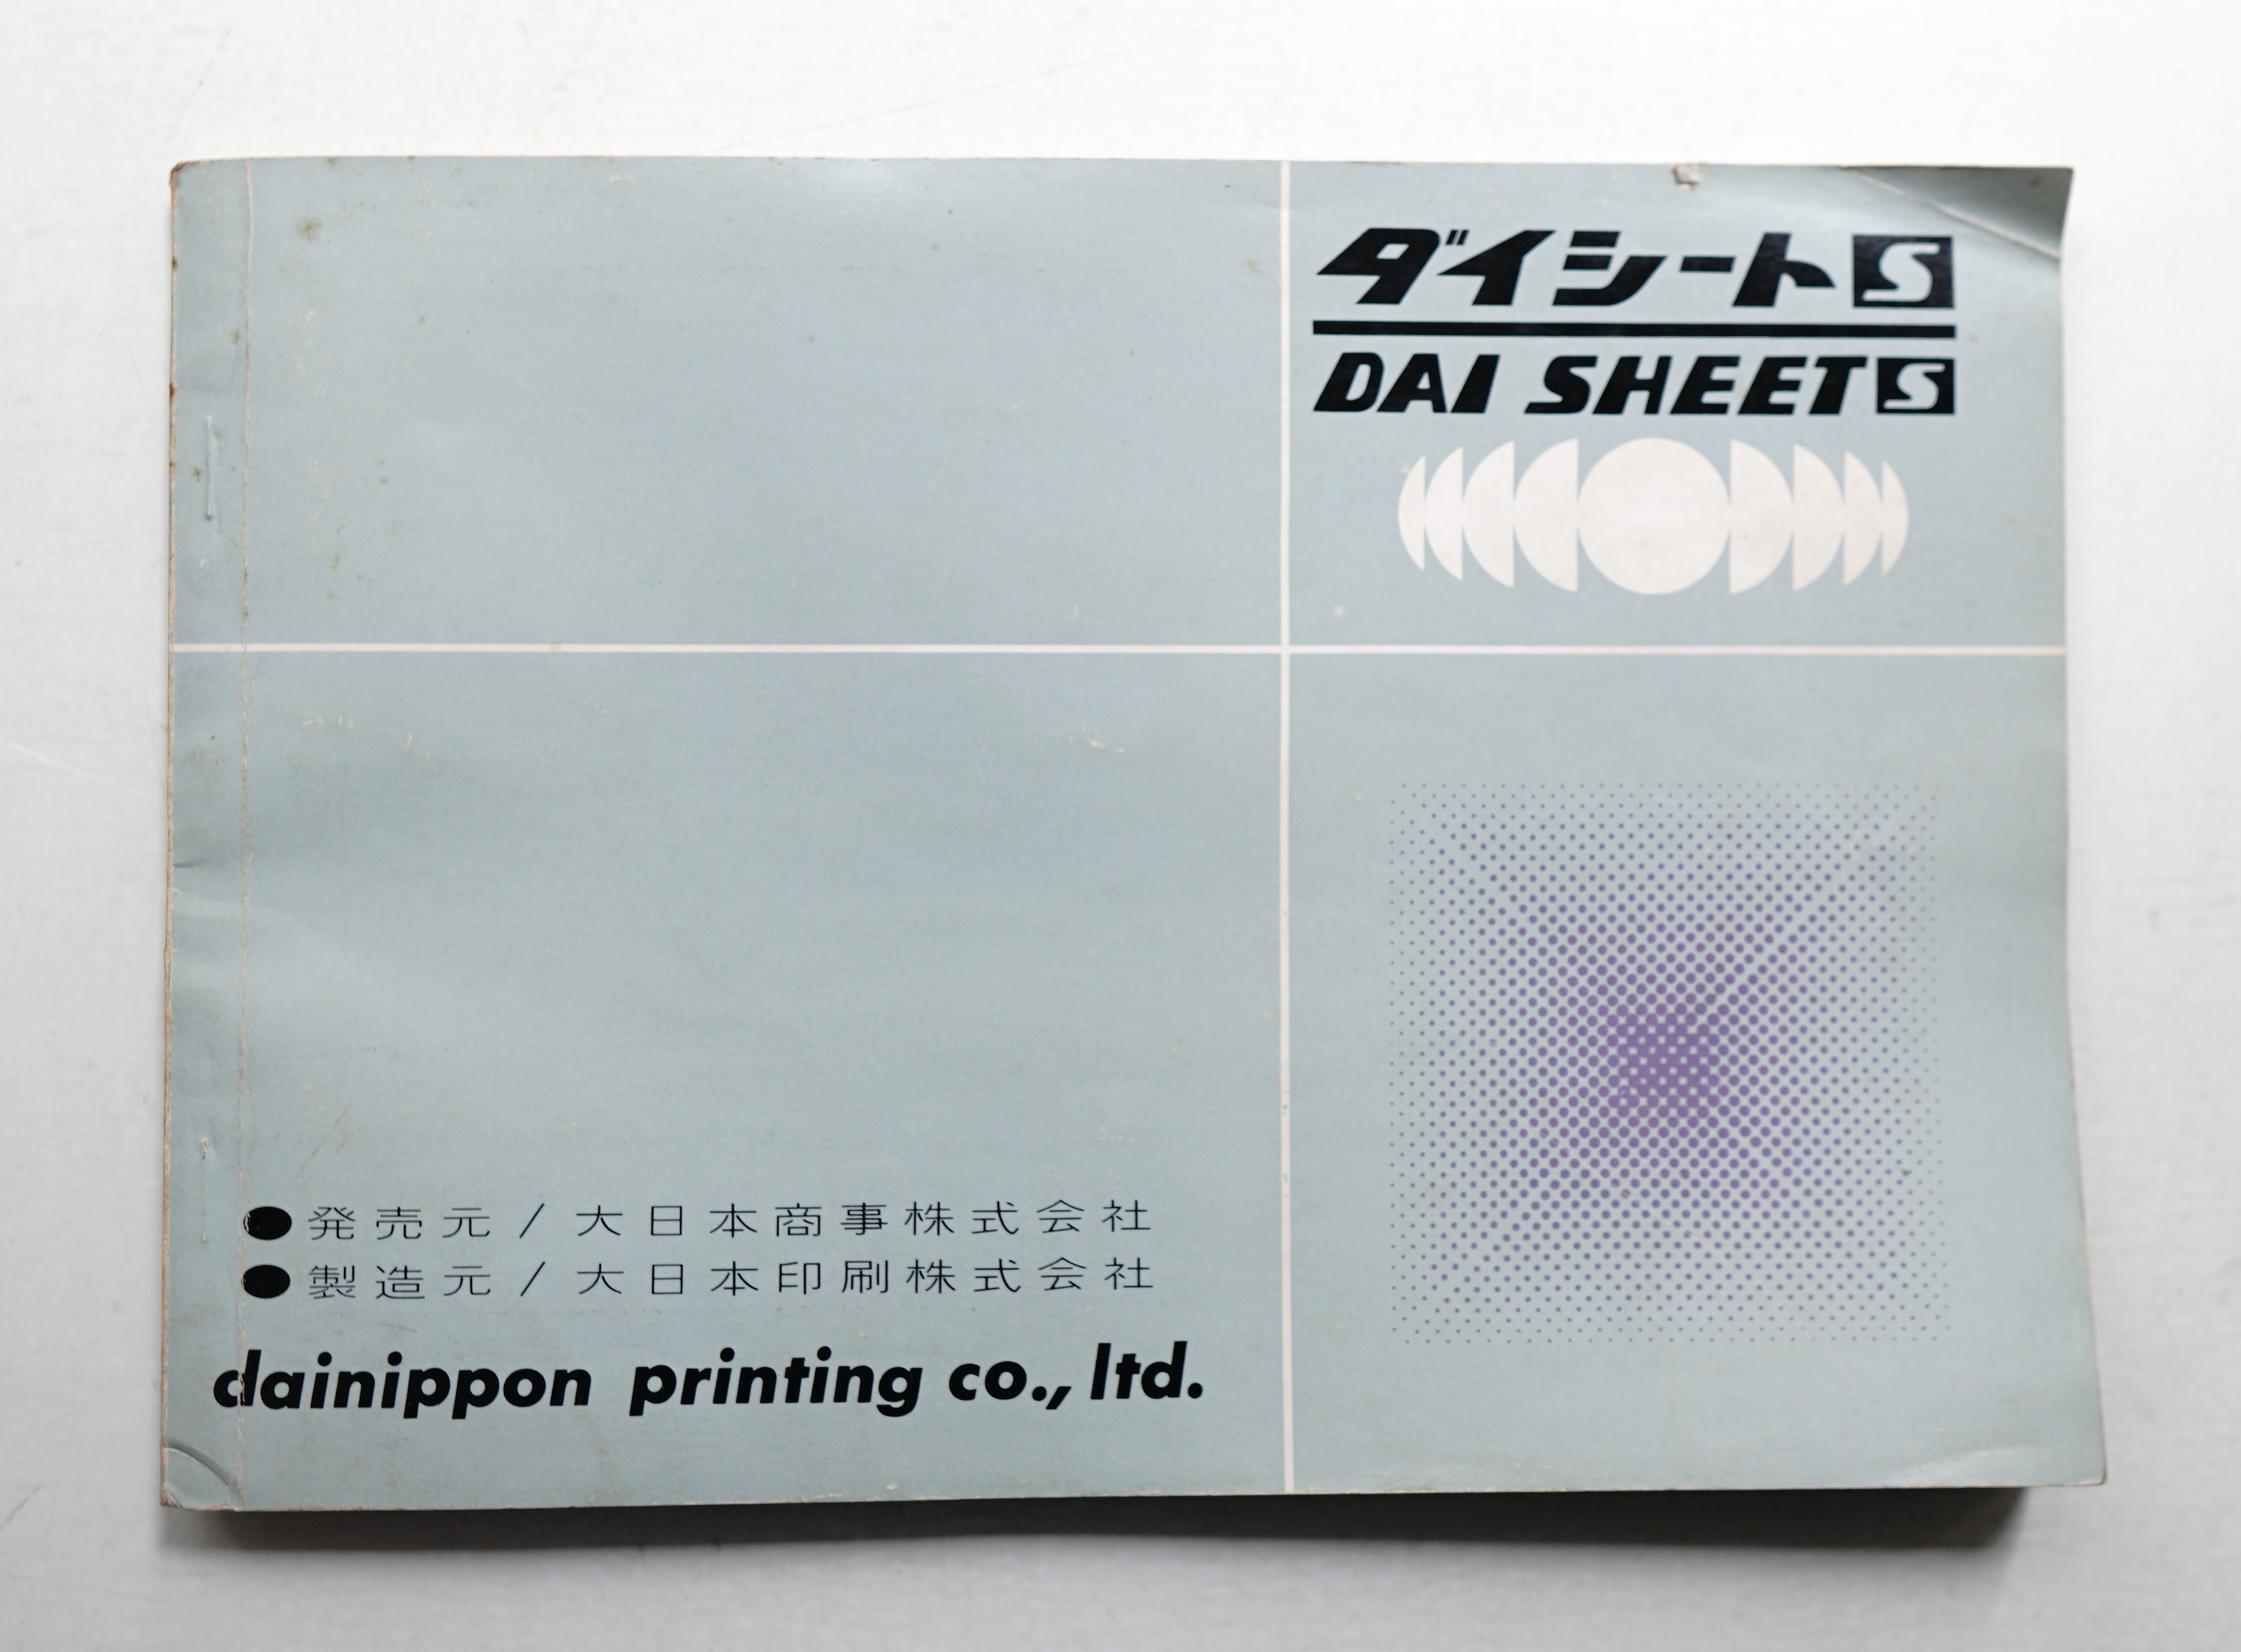 ダイシートS
DAI SHEET S
●発売元/大日本商事株式会社
●製造元/大日本印刷株式会社
dainippon printing co., ltd.